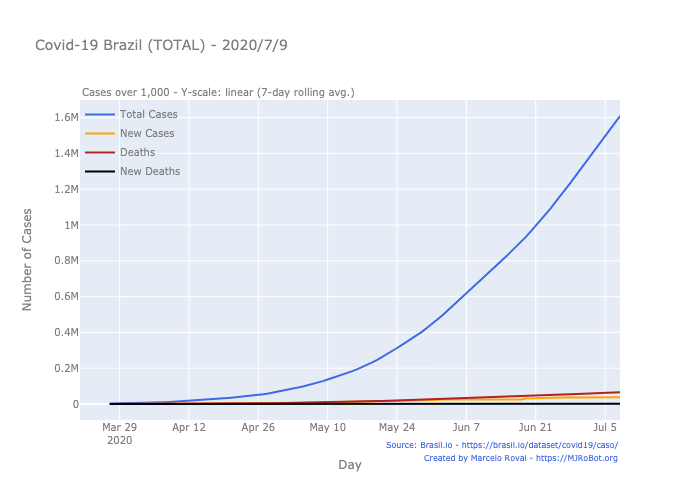 Covid-19 Brazil (TOTAL) - 2020/7/9
Cases over 1,000 - Y-scale: linear (7-day rolling avg.)
Total Cases
New Cases
Deaths
New Deaths
1.6M
1.4M
1.2M
1M
0.8M
0.6M
0.4M
0.2M
0
Number of Cases
Mar 29
2020
Apr 12
Apr 26
May 10
May 24
Jun 7
Jun 21
Jul 5
Day
Source: Brasil.io - https://brasil.io/dataset/covid19/caso/
Created by Marcelo Rovai - https://MJRoBot.org